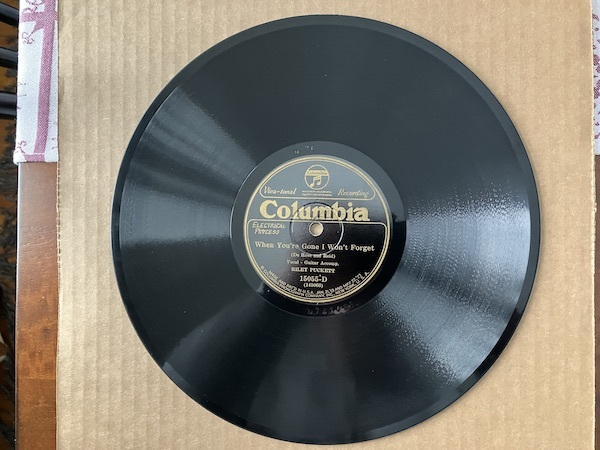 Viva-tonal Recording
Columbia
ELECTRICAL
PROCESS
When You're Gone I Won't Forget
Vocal - Guitar Accomp.
RILEY PUCKETT
15055-D